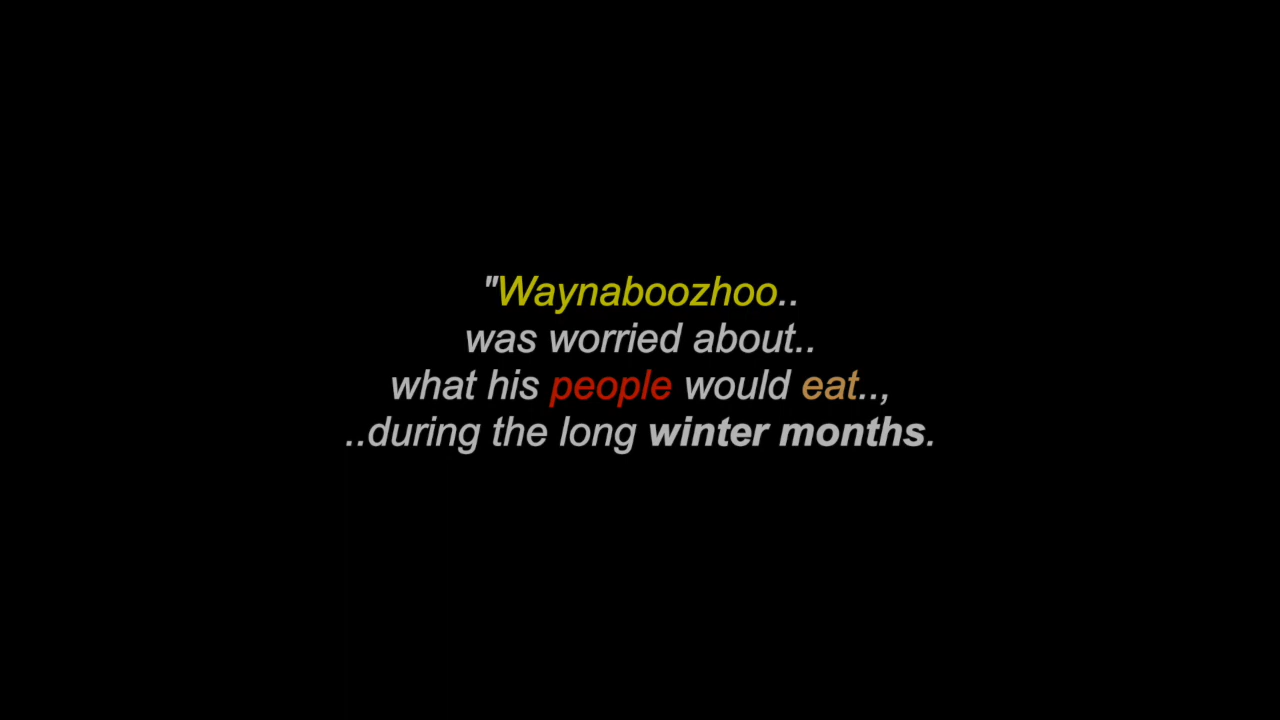 "Waynaboozhoo..
was worried about..
what his people would eat..,
..during the long winter months.